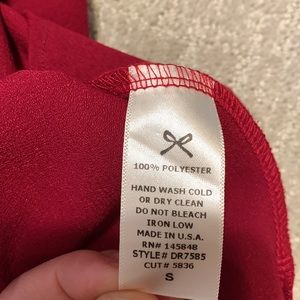 100% POLYESTER
HAND WASH COLD
OR DRY CLEAN
DO NOT BLEACH
IRON LOW
MADE IN U.S.A.
RN# 145848
STYLE# DR7585
CUT# 5836
S